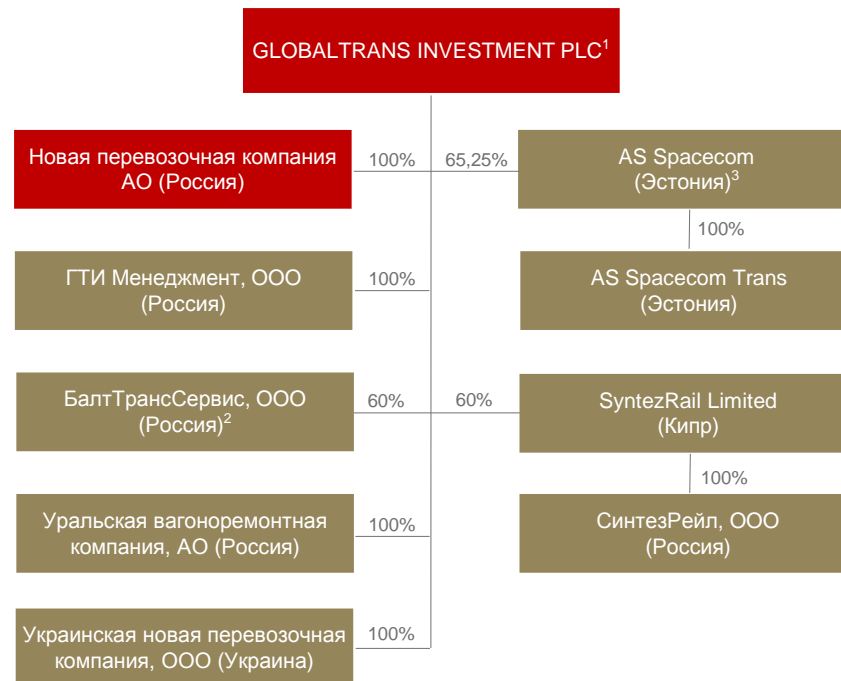 GLOBALTRANS INVESTMENT PLC¹
Новая перевозочная компания
АО (Россия)
100%
65,25%
AS Spacecom
(Эстония)³
100%
ГТИ Менеджмент, ООО
(Россия)
100%
AS Spacecom Trans
(Эстония)
БалтТрансСервис, ООО
(Россия)²
60%
60%
SyntezRail Limited
(Кипр)
100%
Уральская вагоноремонтная
компания, АО (Россия)
100%
СинтезРейл, ООО
(Россия)
Украинская новая перевозочная
компания, ООО (Украина)
100%